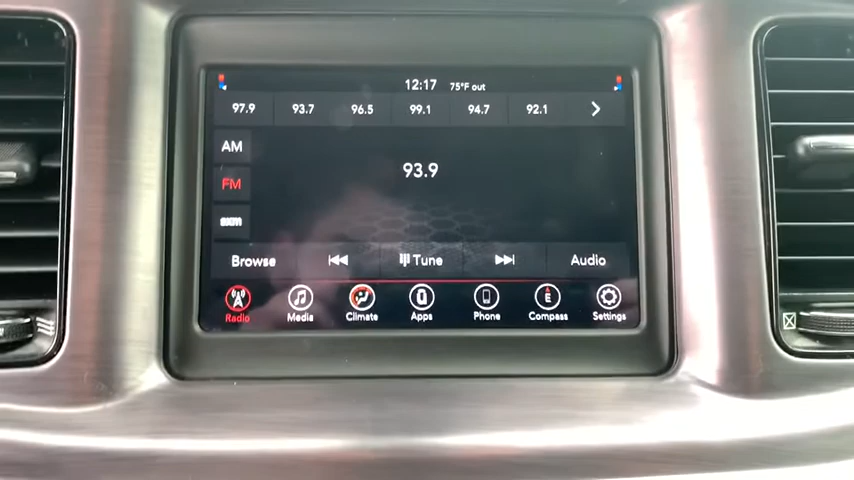 12:17 75°F out
97.9 93.7 96.5 99.1 94.7 92.1
AM
93.9
FM
SXM
Browse Tune Audio
E
Radio Media Climate Apps Phone Compass Settings